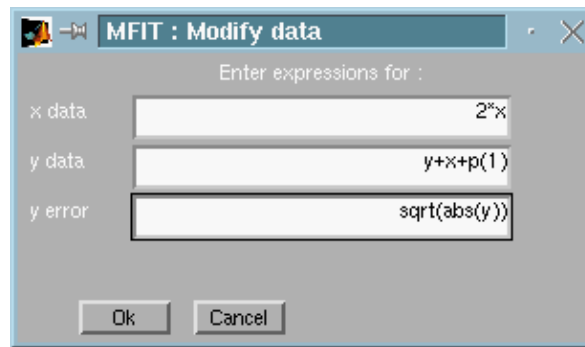 MFIT : Modify data
Enter expressions for :
x data 2*x
y data y+x+p(1)
y error sqrt(abs(y))
Ok Cancel